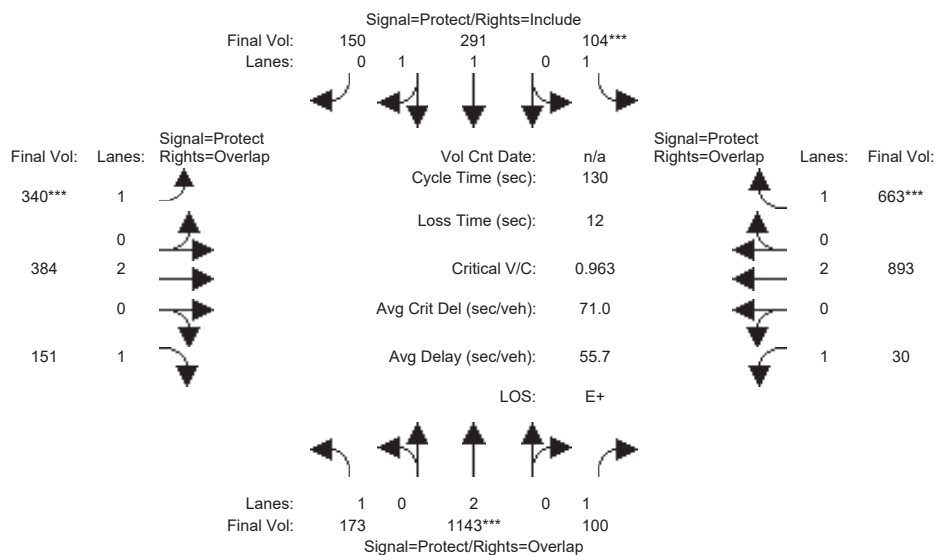 Signal=Protect/Rights=Include
Final Vol: 150 291 104***
Lanes: 0 1 1 0 1
Signal=Protect
Final Vol: Lanes: Rights=Overlap
Vol Cnt Date: n/a
Signal=Protect
Rights=Overlap Lanes: Final Vol:
Cycle Time (sec): 130
340*** 1
1 663***
Loss Time (sec): 12
0
0
384 2
Critical V/C: 0.963
2 893
0
Avg Crit Del (sec/veh): 71.0
0
151 1
Avg Delay (sec/veh): 55.7
1 30
LOS: E+
Lanes: 1 0 2 0 1
Final Vol: 173 1143*** 100
Signal=Protect/Rights=Overlap